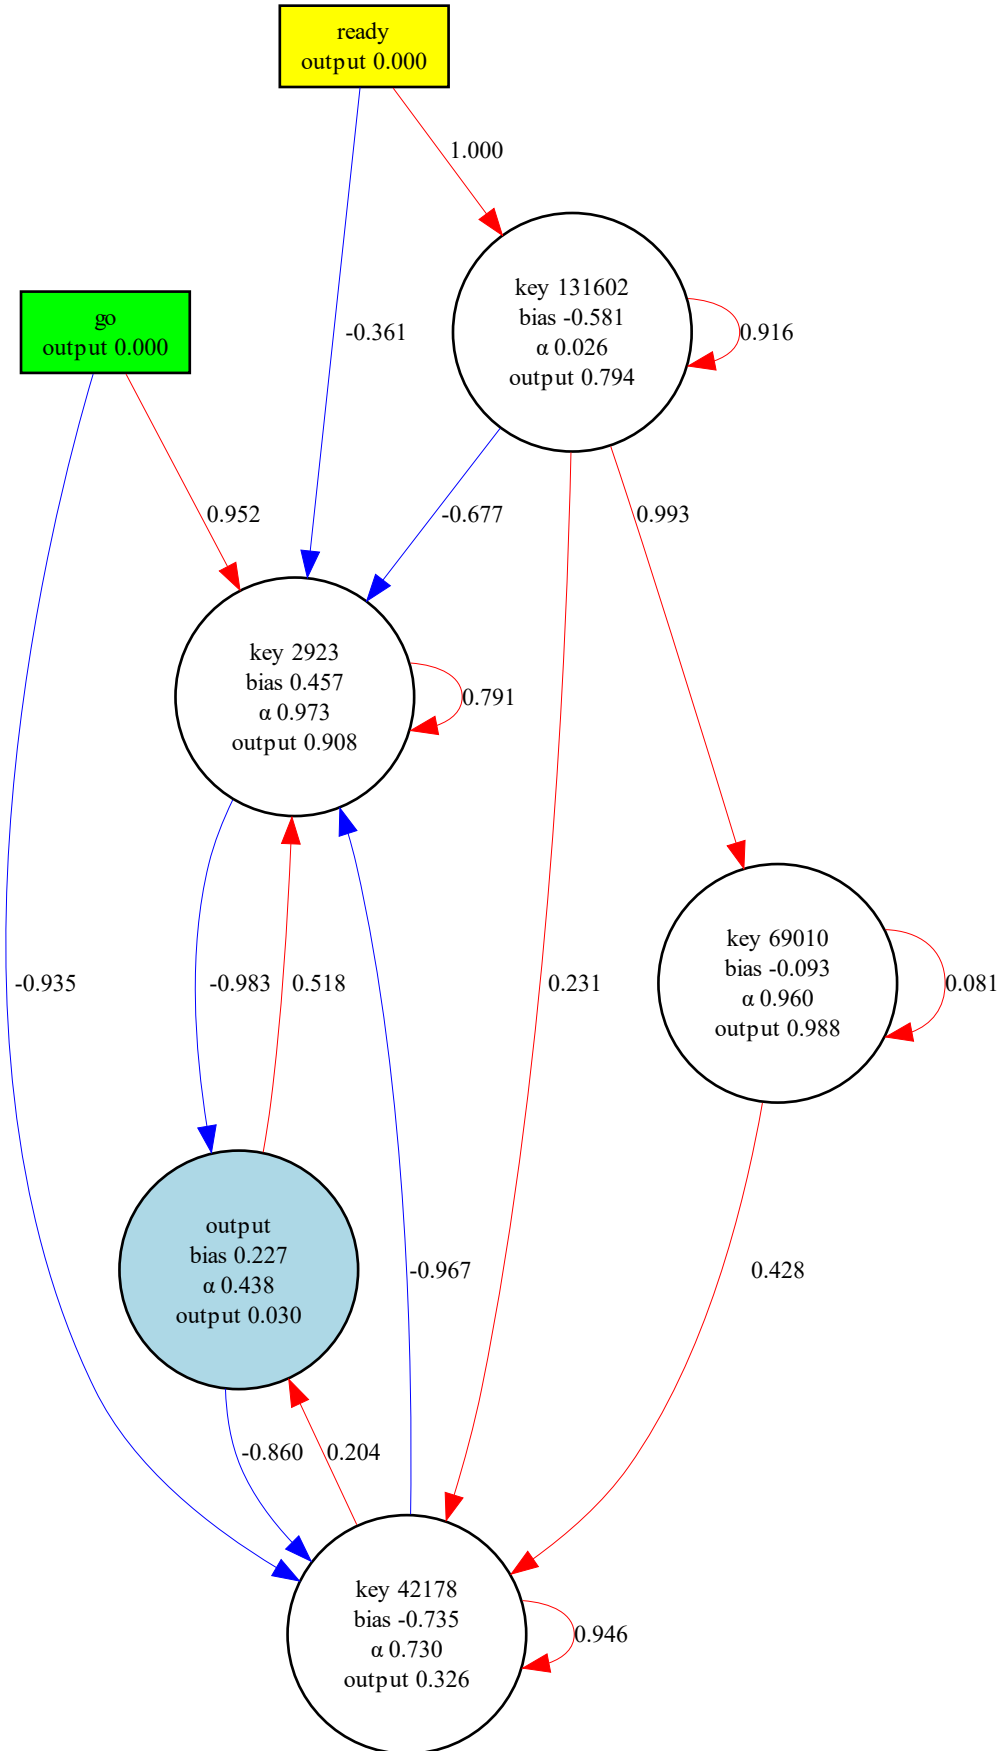 ready
output 0.000
1.000
key 131602
bias -0.581
α 0.026
output 0.794
0.916
go
output 0.000
-0.361
0.952
-0.677
0.993
key 2923
bias 0.457
α 0.973
output 0.908
0.791
key 69010
bias -0.093
α 0.960
output 0.988
0.081
-0.935
-0.983
0.518
0.231
output
bias 0.227
α 0.438
output 0.030
-0.967
0.428
-0.860
0.204
key 42178
bias -0.735
α 0.730
output 0.326
0.946